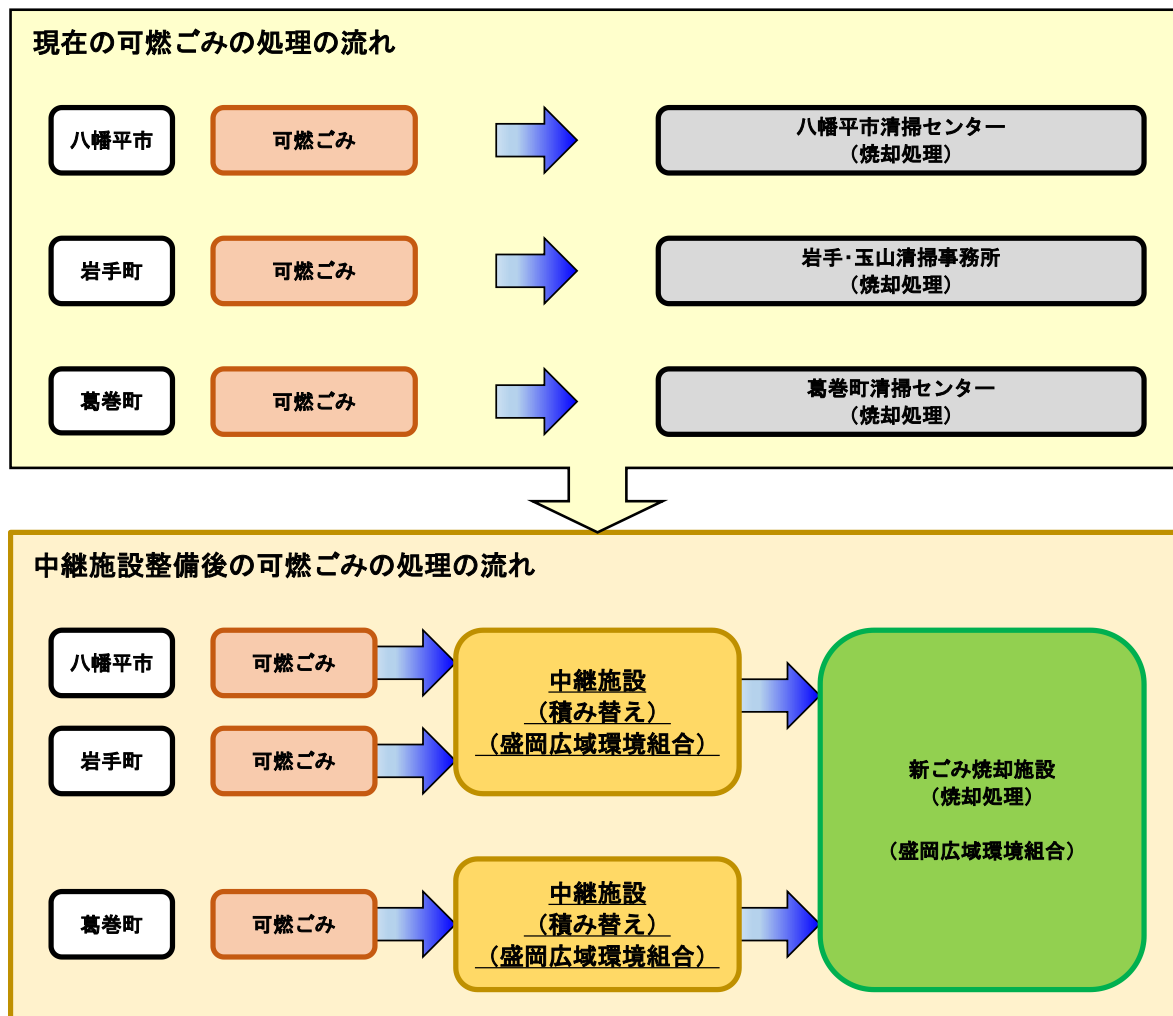 現在の可燃ごみの処理の流れ
八幡平市
可燃ごみ
八幡平市清掃センター
(焼却処理)
岩手町
可燃ごみ
岩手・玉山清掃事務所
(焼却処理)
葛巻町
可燃ごみ
葛巻町清掃センター
(焼却処理)
中継施設整備後の可燃ごみの処理の流れ
八幡平市
可燃ごみ
岩手町
可燃ごみ
中継施設
(積み替え)
(盛岡広域環境組合)
葛巻町
可燃ごみ
中継施設
(積み替え)
(盛岡広域環境組合)
新ごみ焼却施設
(焼却処理)
(盛岡広域環境組合)